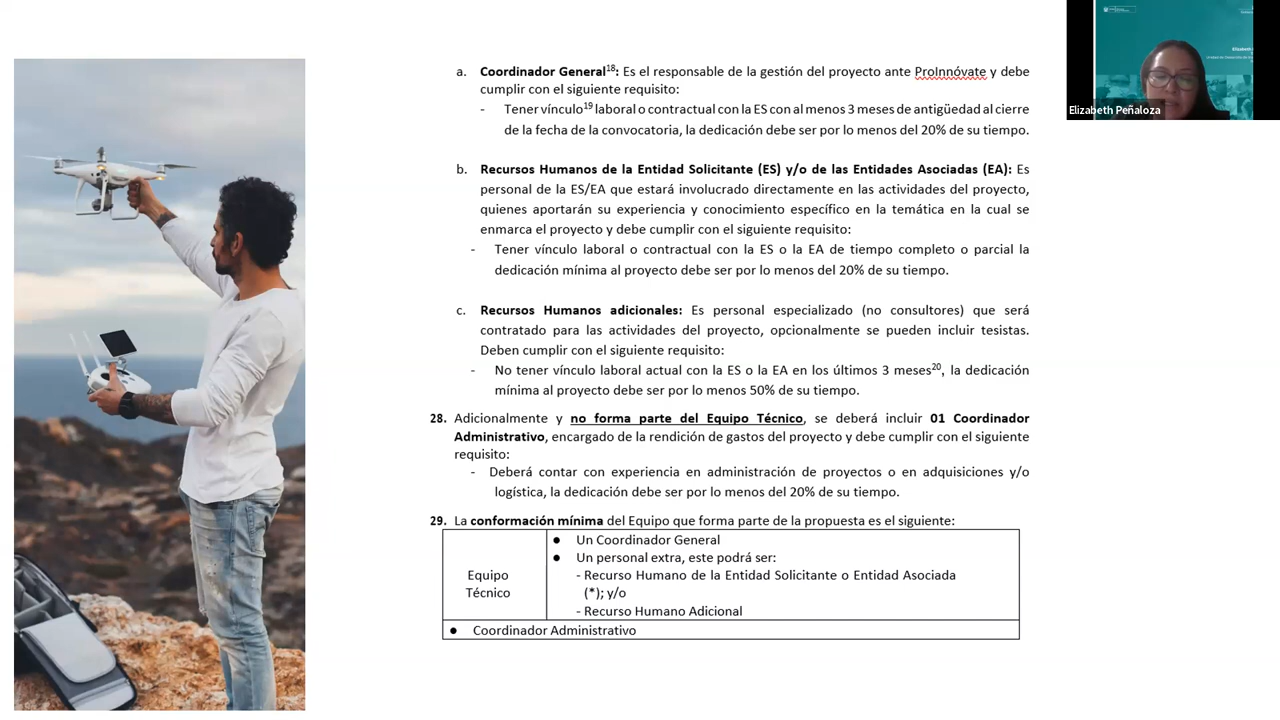 a. Coordinador General18: Es el responsable de la gestión del proyecto ante ProInnóvate y debe
cumplir con el siguiente requisito:
- Tener vínculo19 laboral o contractual con la ES con al menos 3 meses de antigüedad al cierre
de la fecha de la convocatoria, la dedicación debe ser por lo menos del 20% de su tiempo.
b. Recursos Humanos de la Entidad Solicitante (ES) y/o de las Entidades Asociadas (EA): Es
personal de la ES/EA que estará involucrado directamente en las actividades del proyecto,
quienes aportarán su experiencia y conocimiento específico en la temática en la cual se
enmarca el proyecto y debe cumplir con el siguiente requisito:
- Tener vínculo laboral o contractual con la ES o la EA de tiempo completo o parcial la
dedicación mínima al proyecto debe ser por lo menos del 20% de su tiempo.
c. Recursos Humanos adicionales: Es personal especializado (no consultores) que será
contratado para las actividades del proyecto, opcionalmente se pueden incluir tesistas.
Deben cumplir con el siguiente requisito:
- No tener vínculo laboral actual con la ES o la EA en los últimos 3 meses20, la dedicación
mínima al proyecto debe ser por lo menos 50% de su tiempo.
28. Adicionalmente y no forma parte del Equipo Técnico, se deberá incluir 01 Coordinador
Administrativo, encargado de la rendición de gastos del proyecto y debe cumplir con el siguiente
requisito:
- Deberá contar con experiencia en administración de proyectos o en adquisiciones y/o
logística, la dedicación debe ser por lo menos del 20% de su tiempo.
29. La conformación mínima del Equipo que forma parte de la propuesta es el siguiente:
Equipo
Técnico
● Un Coordinador General
● Un personal extra, este podrá ser:
- Recurso Humano de la Entidad Solicitante o Entidad Asociada
(*); y/o
- Recurso Humano Adicional
● Coordinador Administrativo
Elizabeth Peñaloza